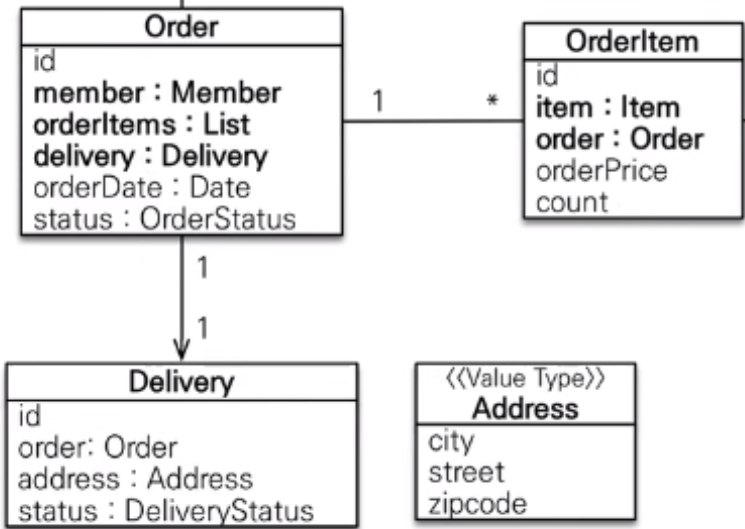 Order
id
member : Member
orderItems : List
delivery : Delivery
orderDate : Date
status : OrderStatus
1
*
OrderItem
id
item : Item
order : Order
orderPrice
count
1
1
Delivery
id
order: Order
address : Address
status : DeliveryStatus
<<Value Type>>
Address
city
street
zipcode